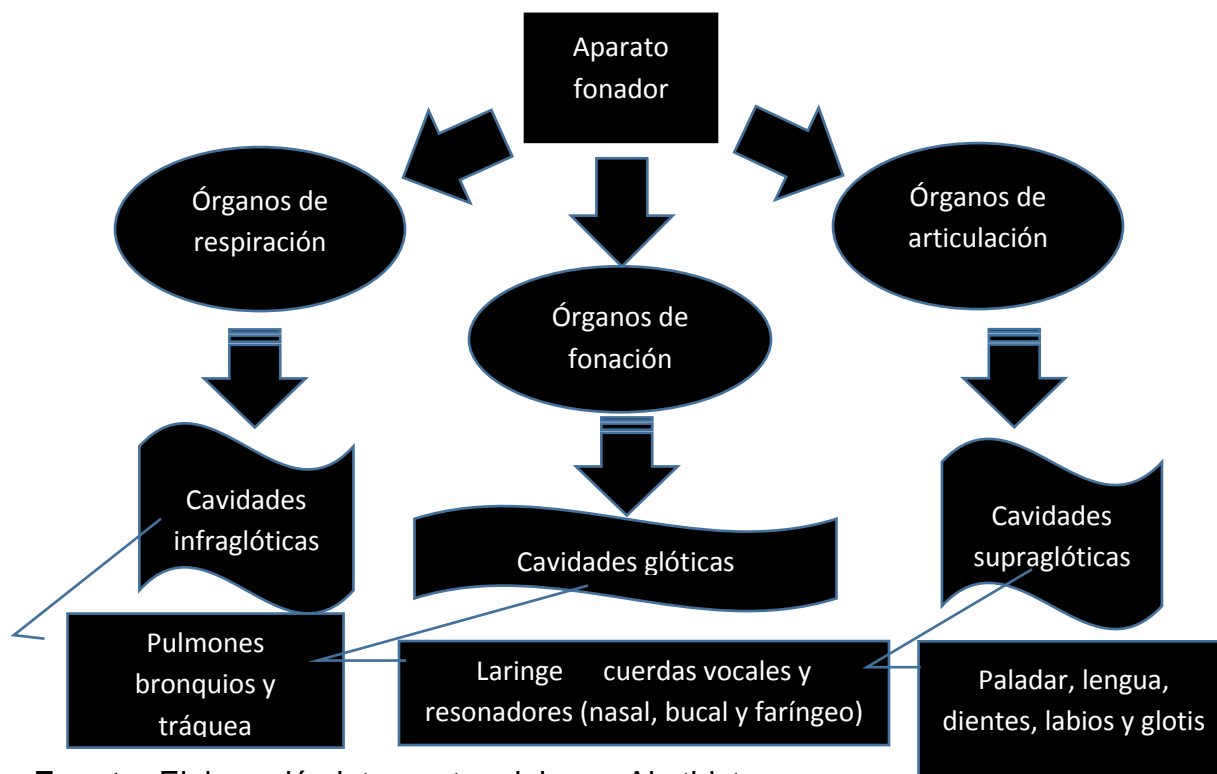 Aparato
fonador
Órganos de
respiración
Órganos de
fonación
Órganos de
articulación
Cavidades
infraglóticas
Cavidades glóticas
Cavidades
supraglóticas
Pulmones
bronquios y
tráquea
Laringe cuerdas vocales y
resonadores (nasal, bucal y faríngeo)
Paladar, lengua,
dientes, labios y glotis